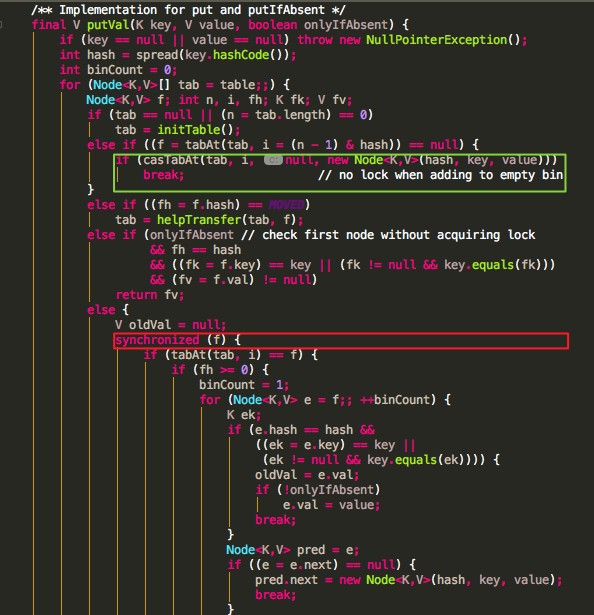 /** Implementation for put and putIfAbsent */
final V putVal(K key, V value, boolean onlyIfAbsent) {
    if (key == null || value == null) throw new NullPointerException();
    int hash = spread(key.hashCode());
    int binCount = 0;
    for (Node<K,V>[] tab = table;;) {
        Node<K,V> f; int n, i, fh; K fk; V fv;
        if (tab == null || (n = tab.length) == 0)
            tab = initTable();
        else if ((f = tabAt(tab, i = (n - 1) & hash)) == null) {
            if (casTabAt(tab, i, c: null, new Node<K,V>(hash, key, value)))
                break;                   // no lock when adding to empty bin
        }
        else if ((fh = f.hash) == MOVED)
            tab = helpTransfer(tab, f);
        else if (onlyIfAbsent // check first node without acquiring lock
                 && fh == hash
                 && ((fk = f.key) == key || (fk != null && key.equals(fk)))
                 && (fv = f.val) != null)
            return fv;
        else {
            V oldVal = null;
            synchronized (f) {
                if (tabAt(tab, i) == f) {
                    if (fh >= 0) {
                        binCount = 1;
                        for (Node<K,V> e = f;; ++binCount) {
                            K ek;
                            if (e.hash == hash &&
                                ((ek = e.key) == key ||
                                 (ek != null && key.equals(ek)))) {
                                oldVal = e.val;
                                if (!onlyIfAbsent)
                                    e.val = value;
                                break;
                            }
                            Node<K,V> pred = e;
                            if ((e = e.next) == null) {
                                pred.next = new Node<K,V>(hash, key, value);
                                break;
                            }